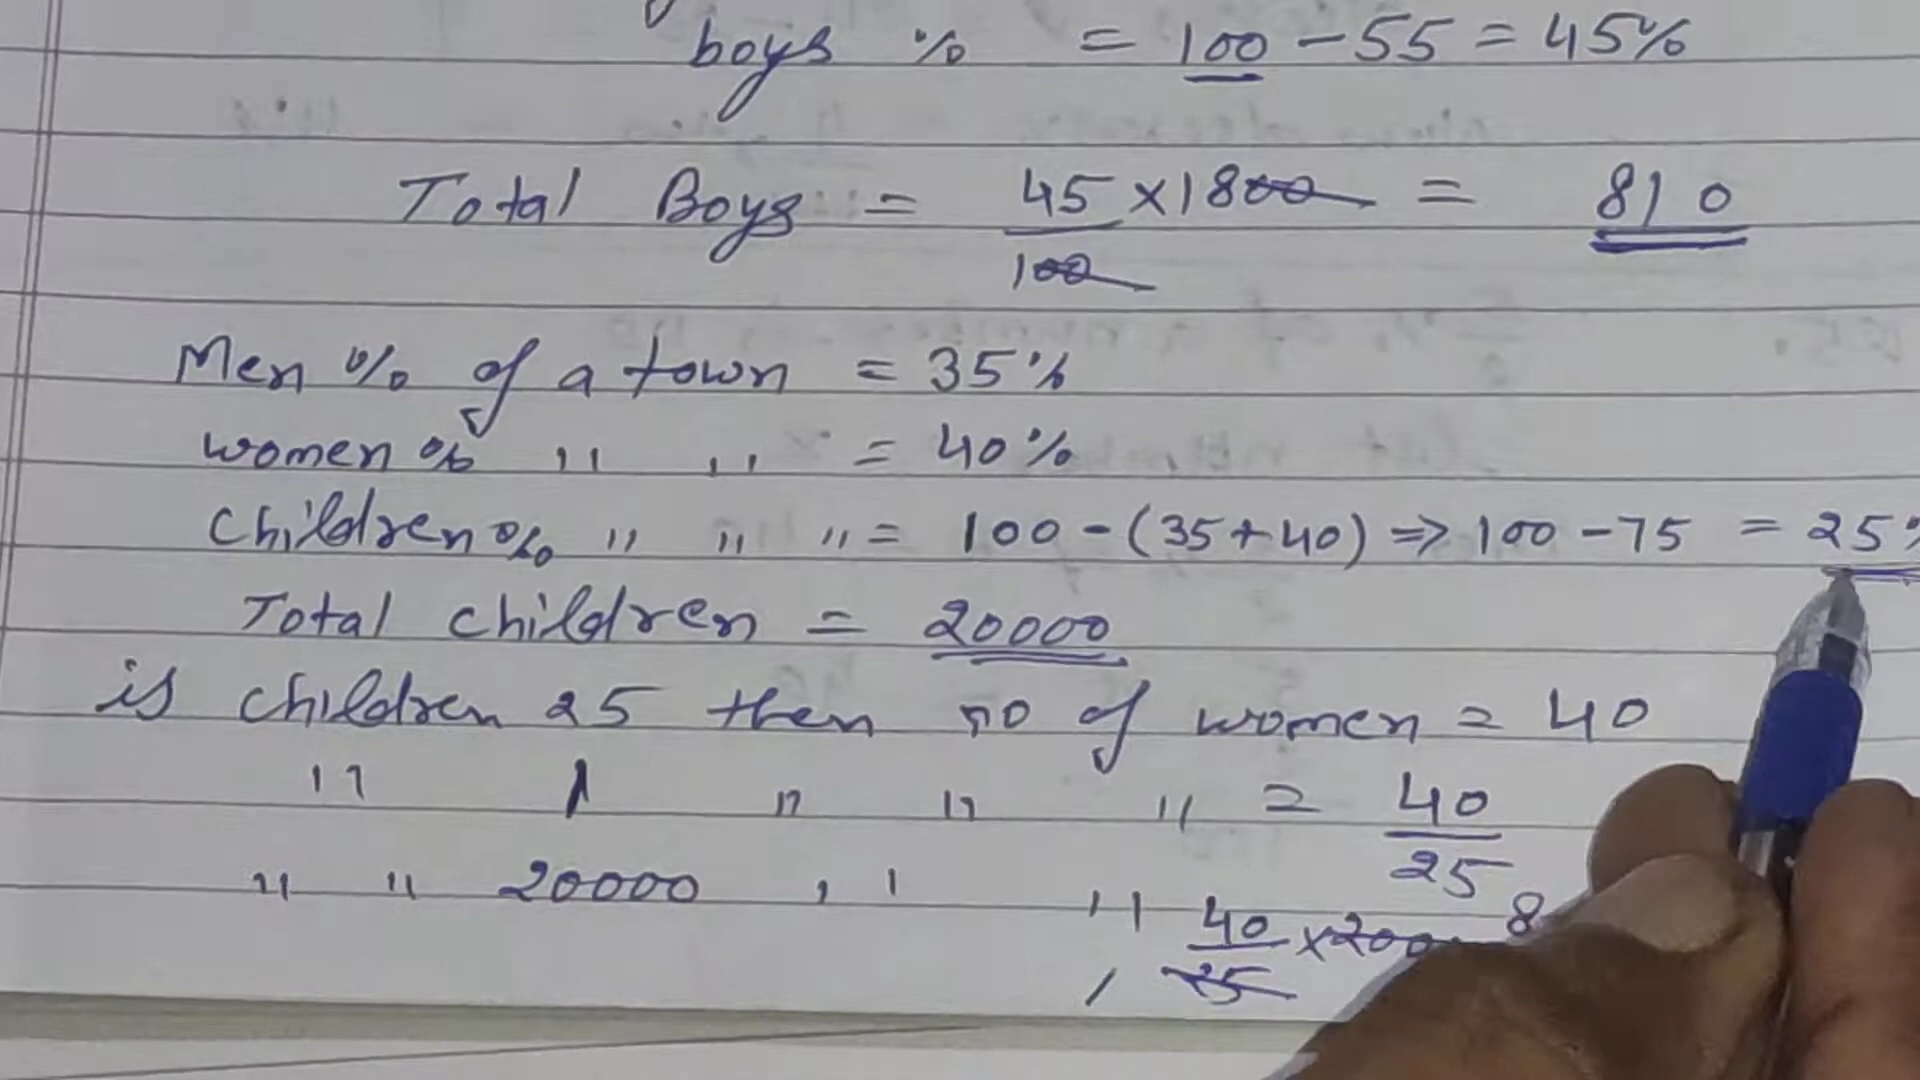 boys % = 100 - 55 = 45%
Total Boys = 45 x 1800 = 810
100
Men % of a town = 35%
women % " " = 40%
Children % " " " = 100 - (35+40) => 100 - 75 = 25%
Total children = 20000
is children 25 then no of women = 40
" 1 " " " = 40
25
" " 20000 " " 40 x 200 8
25